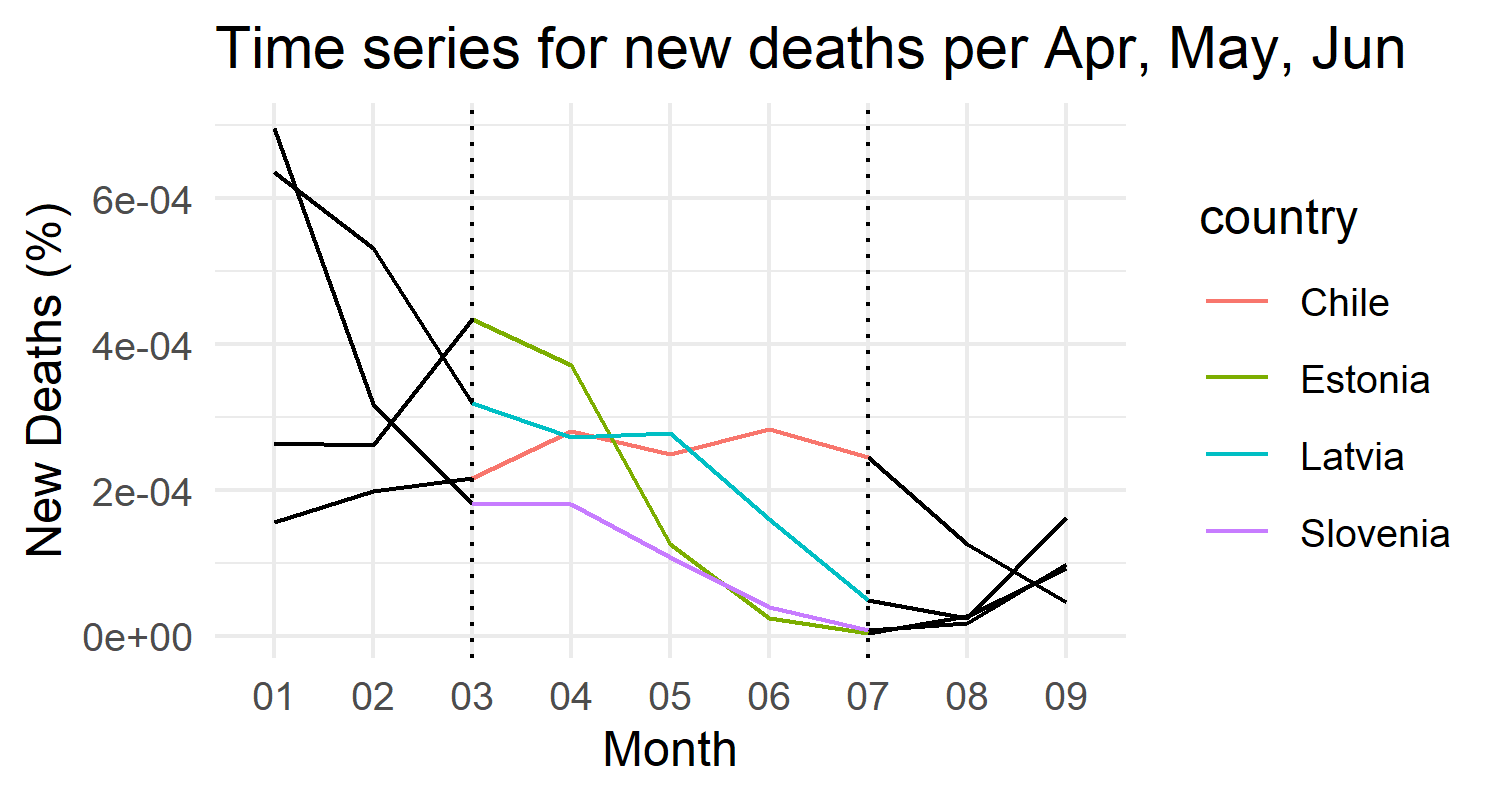 Time series for new deaths per Apr, May, Jun
New Deaths (%)
6e-04
4e-04
2e-04
0e+00
01 02 03 04 05 06 07 08 09
Month
country
Chile
Estonia
Latvia
Slovenia